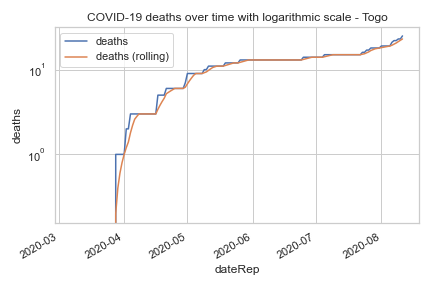 COVID-19 deaths over time with logarithmic scale - Togo
deaths
deaths (rolling)
10¹
10⁰
deaths
2020-03
2020-04
2020-05
2020-06
2020-07
2020-08
dateRep